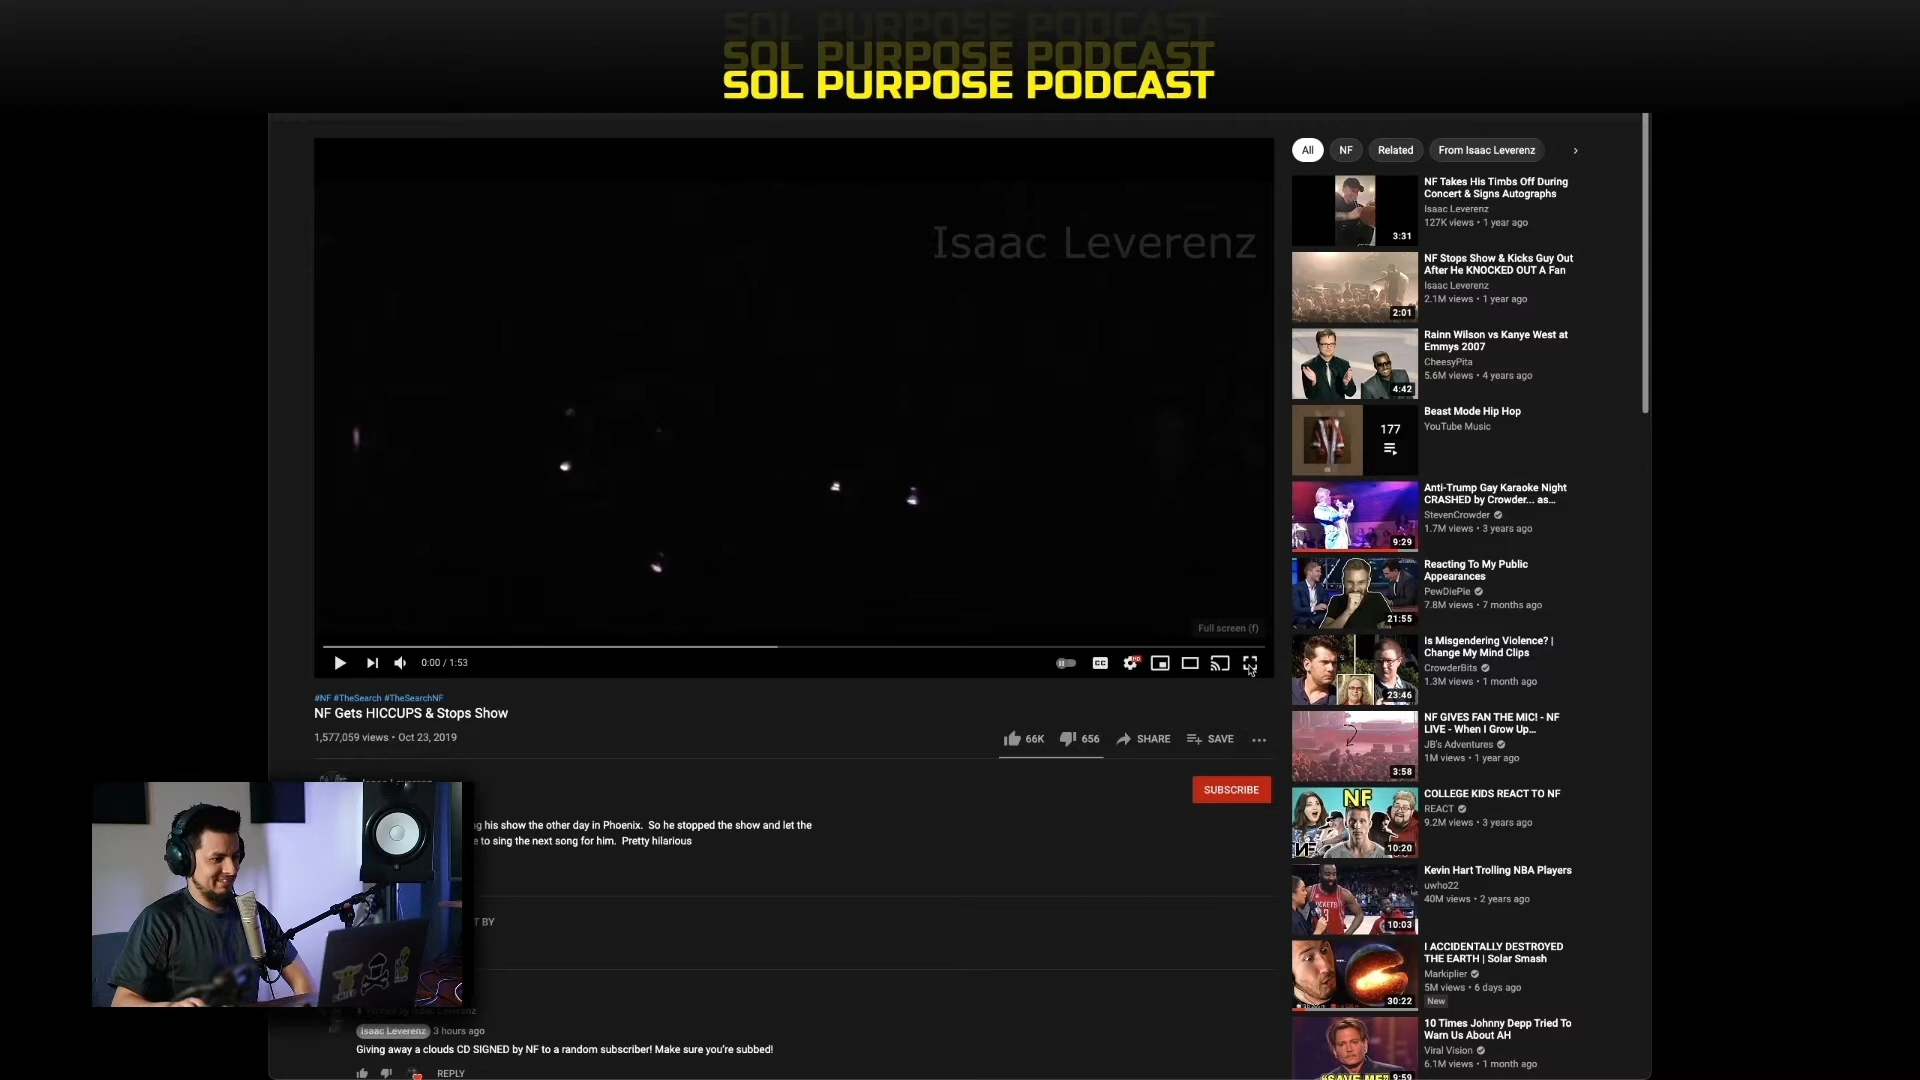 SOL PURPOSE PODCAST
SOL PURPOSE PODCAST
SOL PURPOSE PODCAST
Isaac Leverenz
Full screen (f)
0:00 / 1:53
CC
HD
#NF #TheSearch #TheSearchNF
NF Gets HICCUPS & Stops Show
1,577,059 views • Oct 23, 2019
66K
656
SHARE
SAVE
SUBSCRIBE
g his show the other day in Phoenix. So he stopped the show and let the
to sing the next song for him. Pretty hilarious
T BY
Isaac Leverenz 3 hours ago
Giving away a clouds CD SIGNED by NF to a random subscriber! Make sure you're subbed!
REPLY
All
NF
Related
From Isaac Leverenz
NF Takes His Timbs Off During
Concert & Signs Autographs
Isaac Leverenz
127K views • 1 year ago
3:31
NF Stops Show & Kicks Guy Out
After He KNOCKED OUT A Fan
Isaac Leverenz
2.1M views • 1 year ago
2:01
Rainn Wilson vs Kanye West at
Emmys 2007
CheesyPita
5.6M views • 4 years ago
4:42
Beast Mode Hip Hop
YouTube Music
177
Anti-Trump Gay Karaoke Night
CRASHED by Crowder... as...
StevenCrowder
1.7M views • 3 years ago
9:29
Reacting To My Public
Appearances
PewDiePie
7.8M views • 7 months ago
21:55
Is Misgendering Violence? |
Change My Mind Clips
CrowderBits
1.3M views • 1 month ago
23:46
NF GIVES FAN THE MIC! - NF
LIVE - When I Grow Up...
JB's Adventures
1M views • 1 year ago
3:58
COLLEGE KIDS REACT TO NF
REACT
9.2M views • 3 years ago
NF
10:20
Kevin Hart Trolling NBA Players
uwho22
40M views • 2 years ago
10:03
I ACCIDENTALLY DESTROYED
THE EARTH | Solar Smash
Markiplier
5M views • 6 days ago
New
30:22
10 Times Johnny Depp Tried To
Warn Us About AH
Viral Vision
6.1M views • 1 month ago
"SAVE ME"
9:59